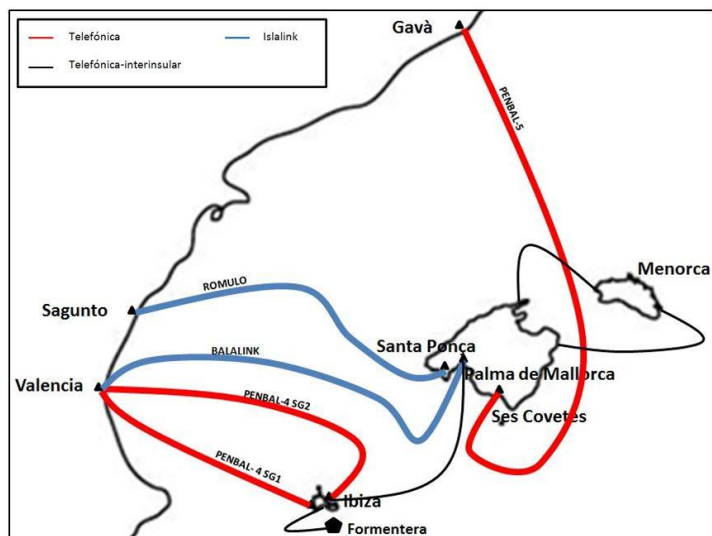 Gavà
Telefónica
Islalink
Telefónica-interinsular
PENBAL-5
Menorca
ROMULO
Sagunto
Santa Ponça
BALALINK
Palma de Mallorca
Valencia
PENBAL-4 SG2
Ses Covetes
PENBAL- 4 SG1
Ibiza
Formentera